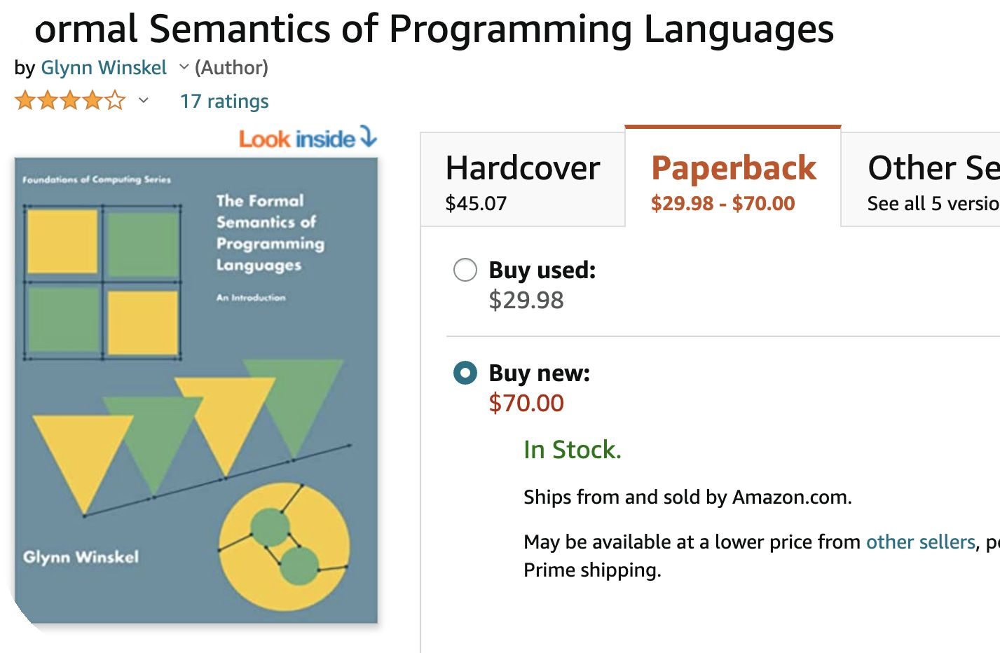 ormal Semantics of Programming Languages
by Glynn Winskel (Author)
17 ratings
Look inside
Foundations of Computing Series
The Formal
Semantics of
Programming
Languages
An Introduction
Glynn Winskel
Hardcover
$45.07
Paperback
$29.98 - $70.00
Other Se
See all 5 versio
Buy used:
$29.98
Buy new:
$70.00
In Stock.
Ships from and sold by Amazon.com.
May be available at a lower price from other sellers, p
Prime shipping.